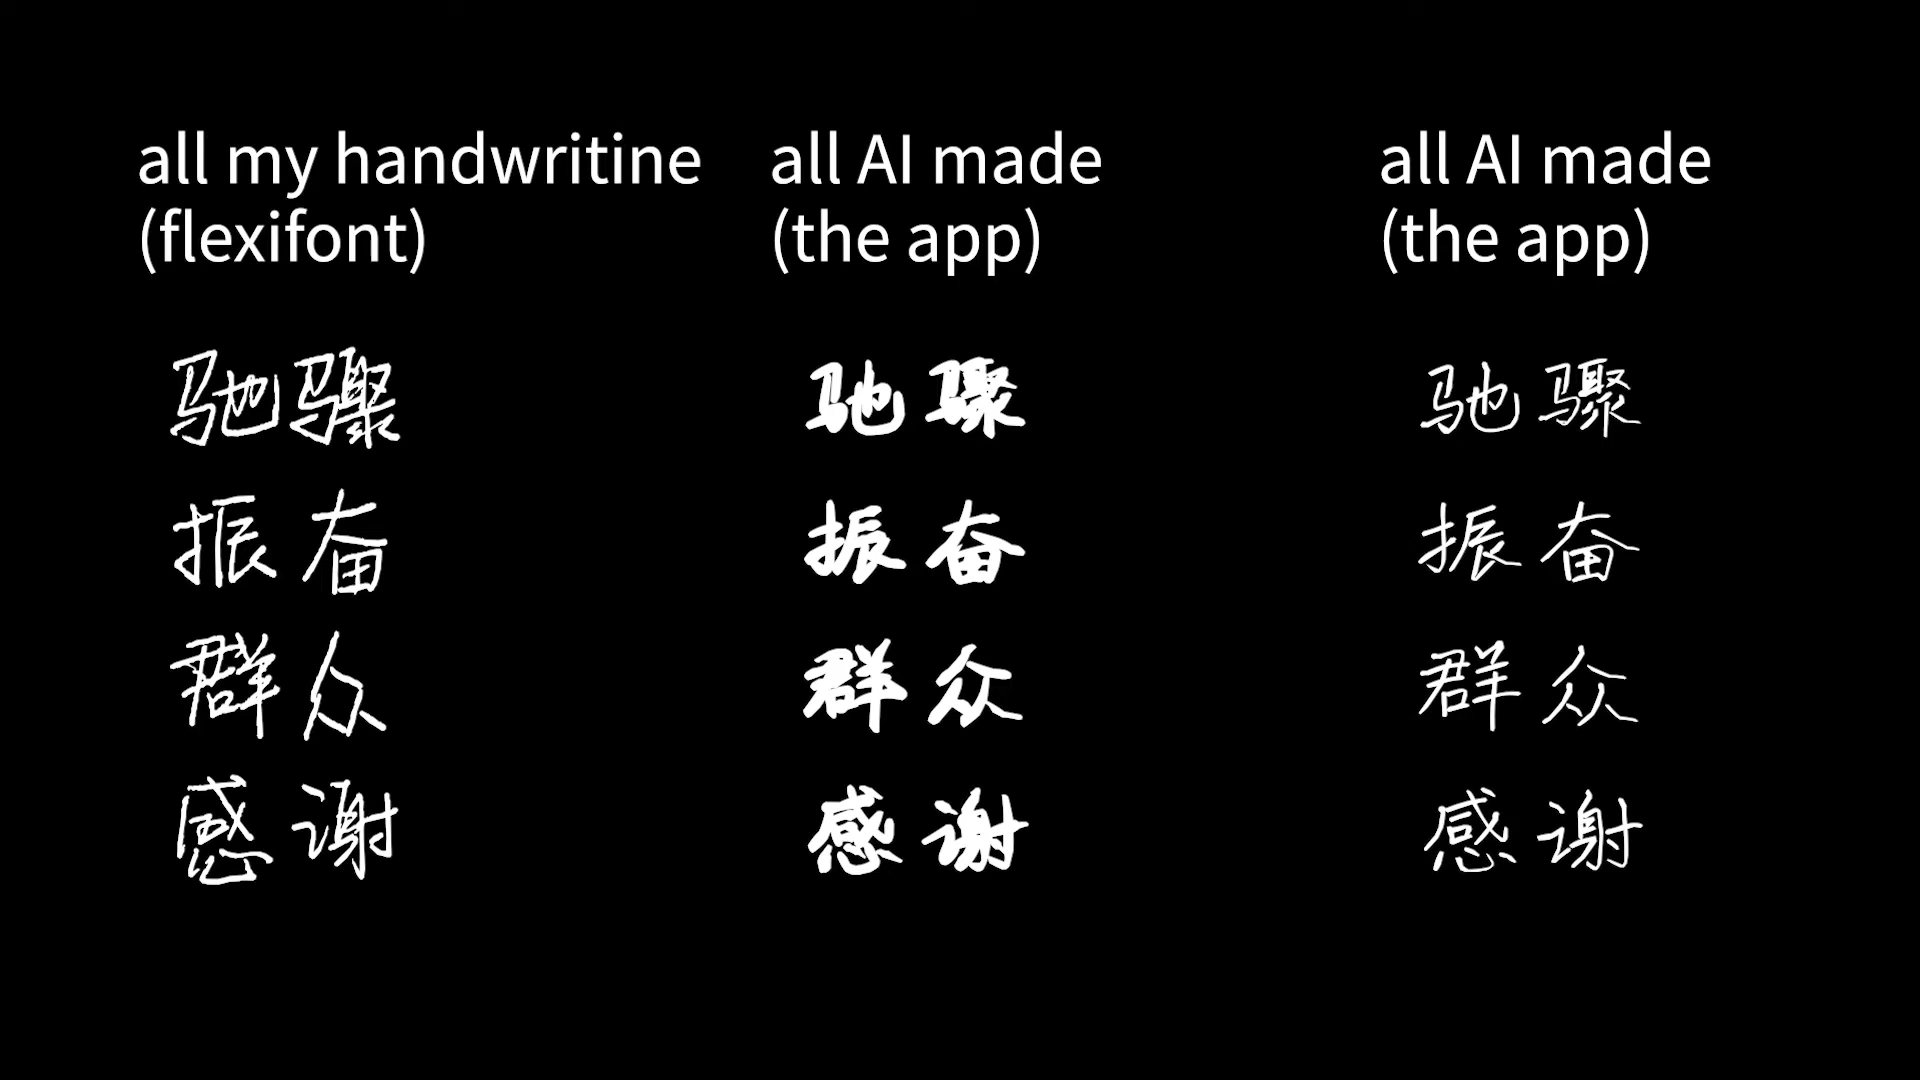 all my handwritine
(flexifont)
驰骤
振奋
群众
感谢
all AI made
(the app)
驰骤
振奋
群众
感谢
all AI made
(the app)
驰骤
振奋
群众
感谢